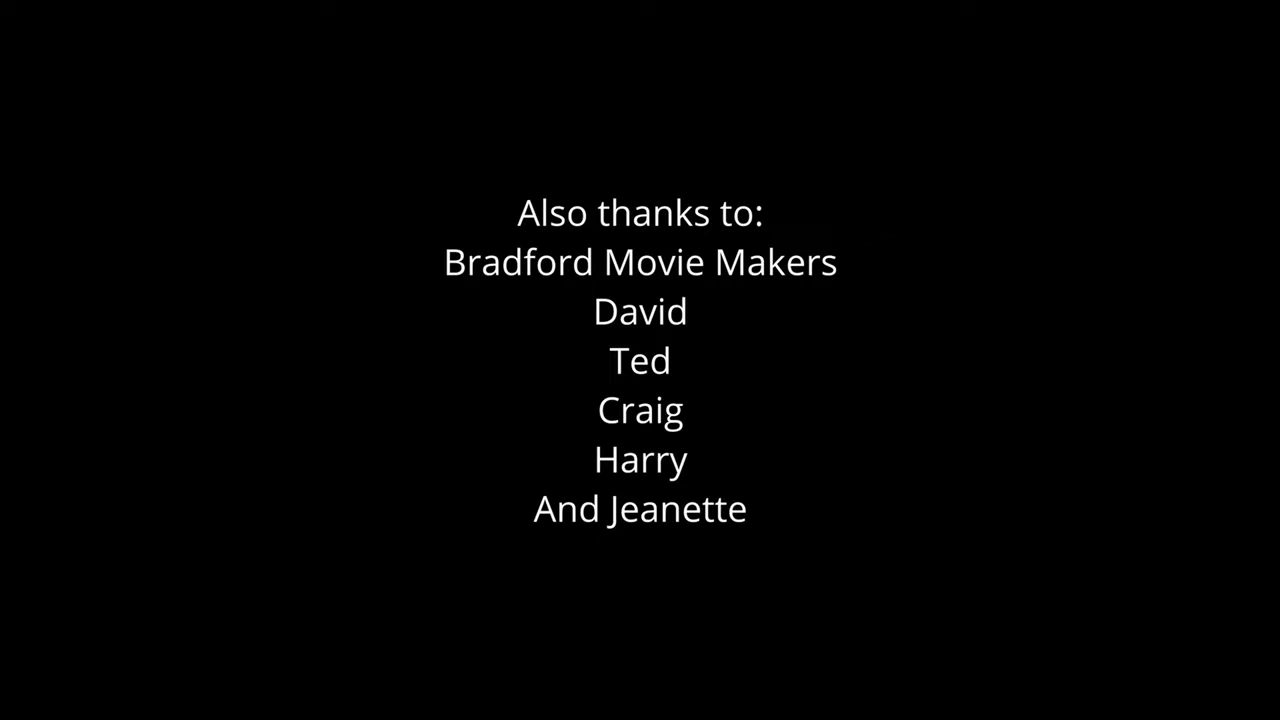 Also thanks to:
Bradford Movie Makers
David
Ted
Craig
Harry
And Jeanette